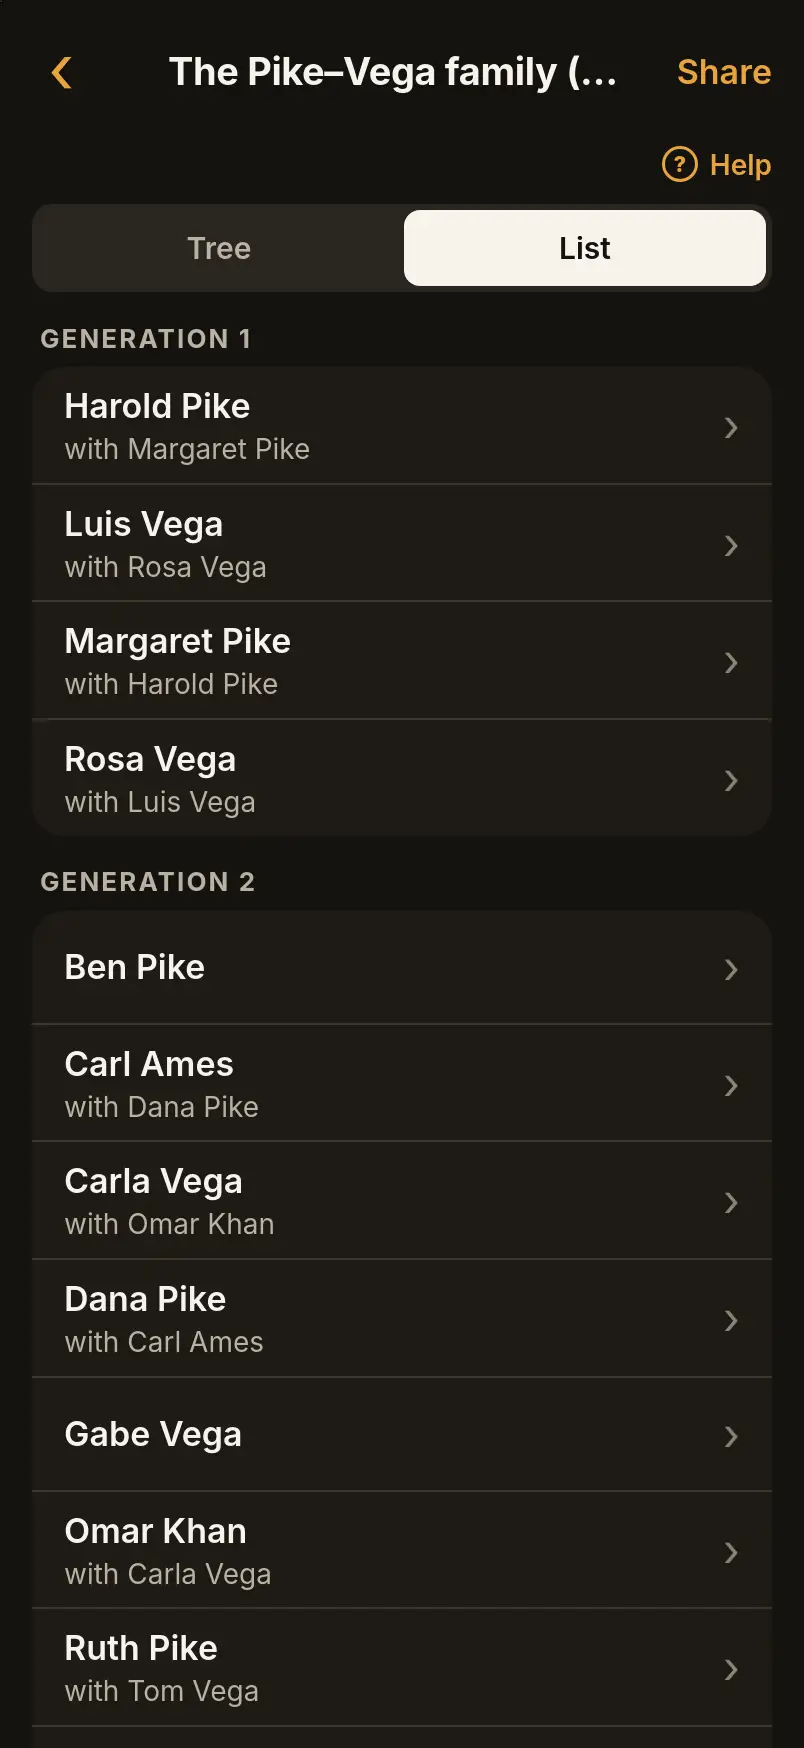 The Pike–Vega family (...
Share
? Help
Tree
List
GENERATION 1
Harold Pike
with Margaret Pike
Luis Vega
with Rosa Vega
Margaret Pike
with Harold Pike
Rosa Vega
with Luis Vega
GENERATION 2
Ben Pike
Carl Ames
with Dana Pike
Carla Vega
with Omar Khan
Dana Pike
with Carl Ames
Gabe Vega
Omar Khan
with Carla Vega
Ruth Pike
with Tom Vega